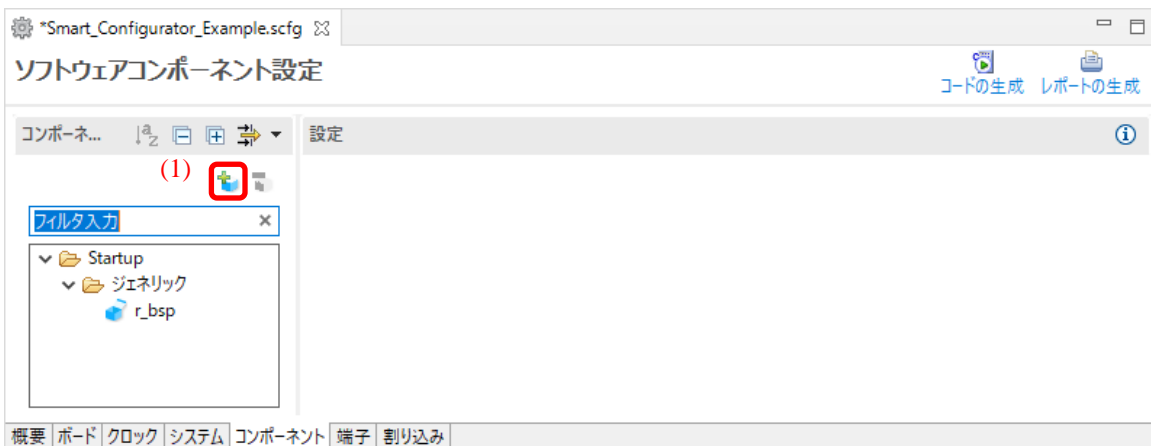 *Smart_Configurator_Example.scfg
ソフトウェアコンポーネント設定
コードの生成 レポートの生成
コンポーネ... 設定
(1)
フィルタ入力
Startup
ジェネリック
r_bsp
概要 ボード クロック システム コンポーネント 端子 割り込み